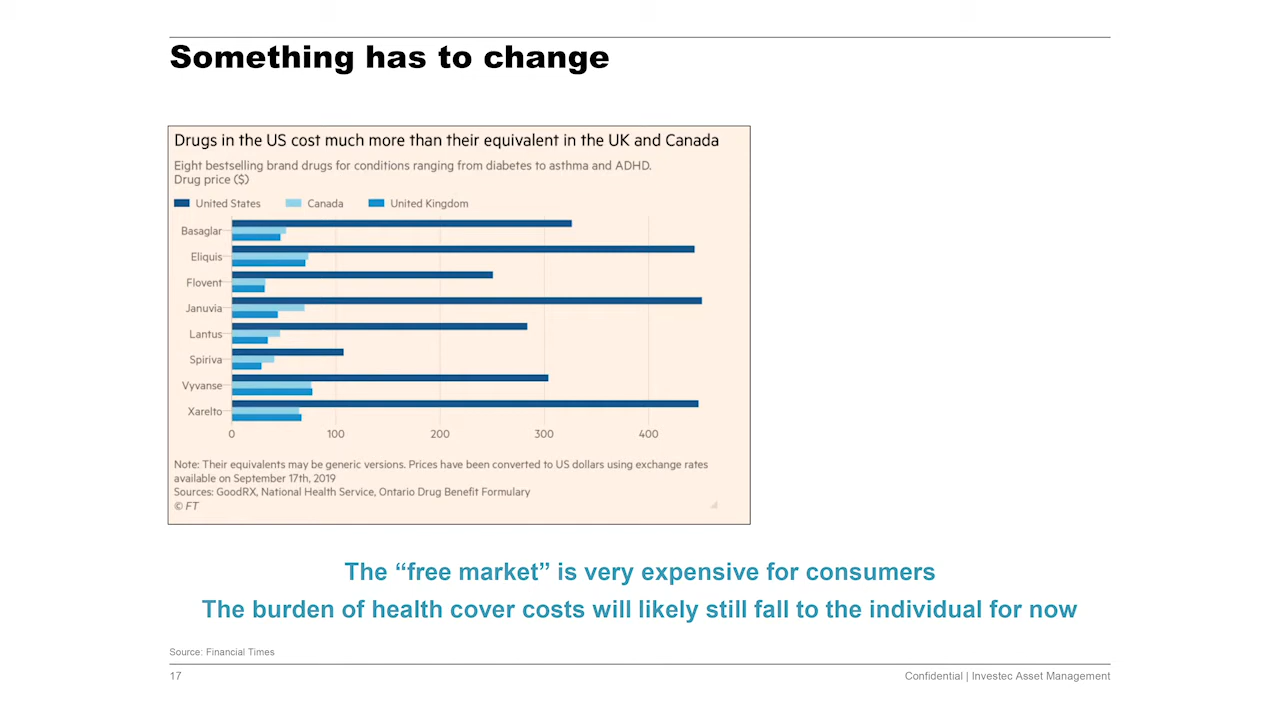 Something has to change
Drugs in the US cost much more than their equivalent in the UK and Canada
Eight bestselling brand drugs for conditions ranging from diabetes to asthma and ADHD.
Drug price ($)
United States Canada United Kingdom
Basaglar
Eliquis
Flovent
Januvia
Lantus
Spiriva
Vyvanse
Xarelto
0 100 200 300 400
Note: Their equivalents may be generic versions. Prices have been converted to US dollars using exchange rates
available on September 17th, 2019
Sources: GoodRX, National Health Service, Ontario Drug Benefit Formulary
© FT
The “free market” is very expensive for consumers
The burden of health cover costs will likely still fall to the individual for now
Source: Financial Times
17 Confidential | Investec Asset Management